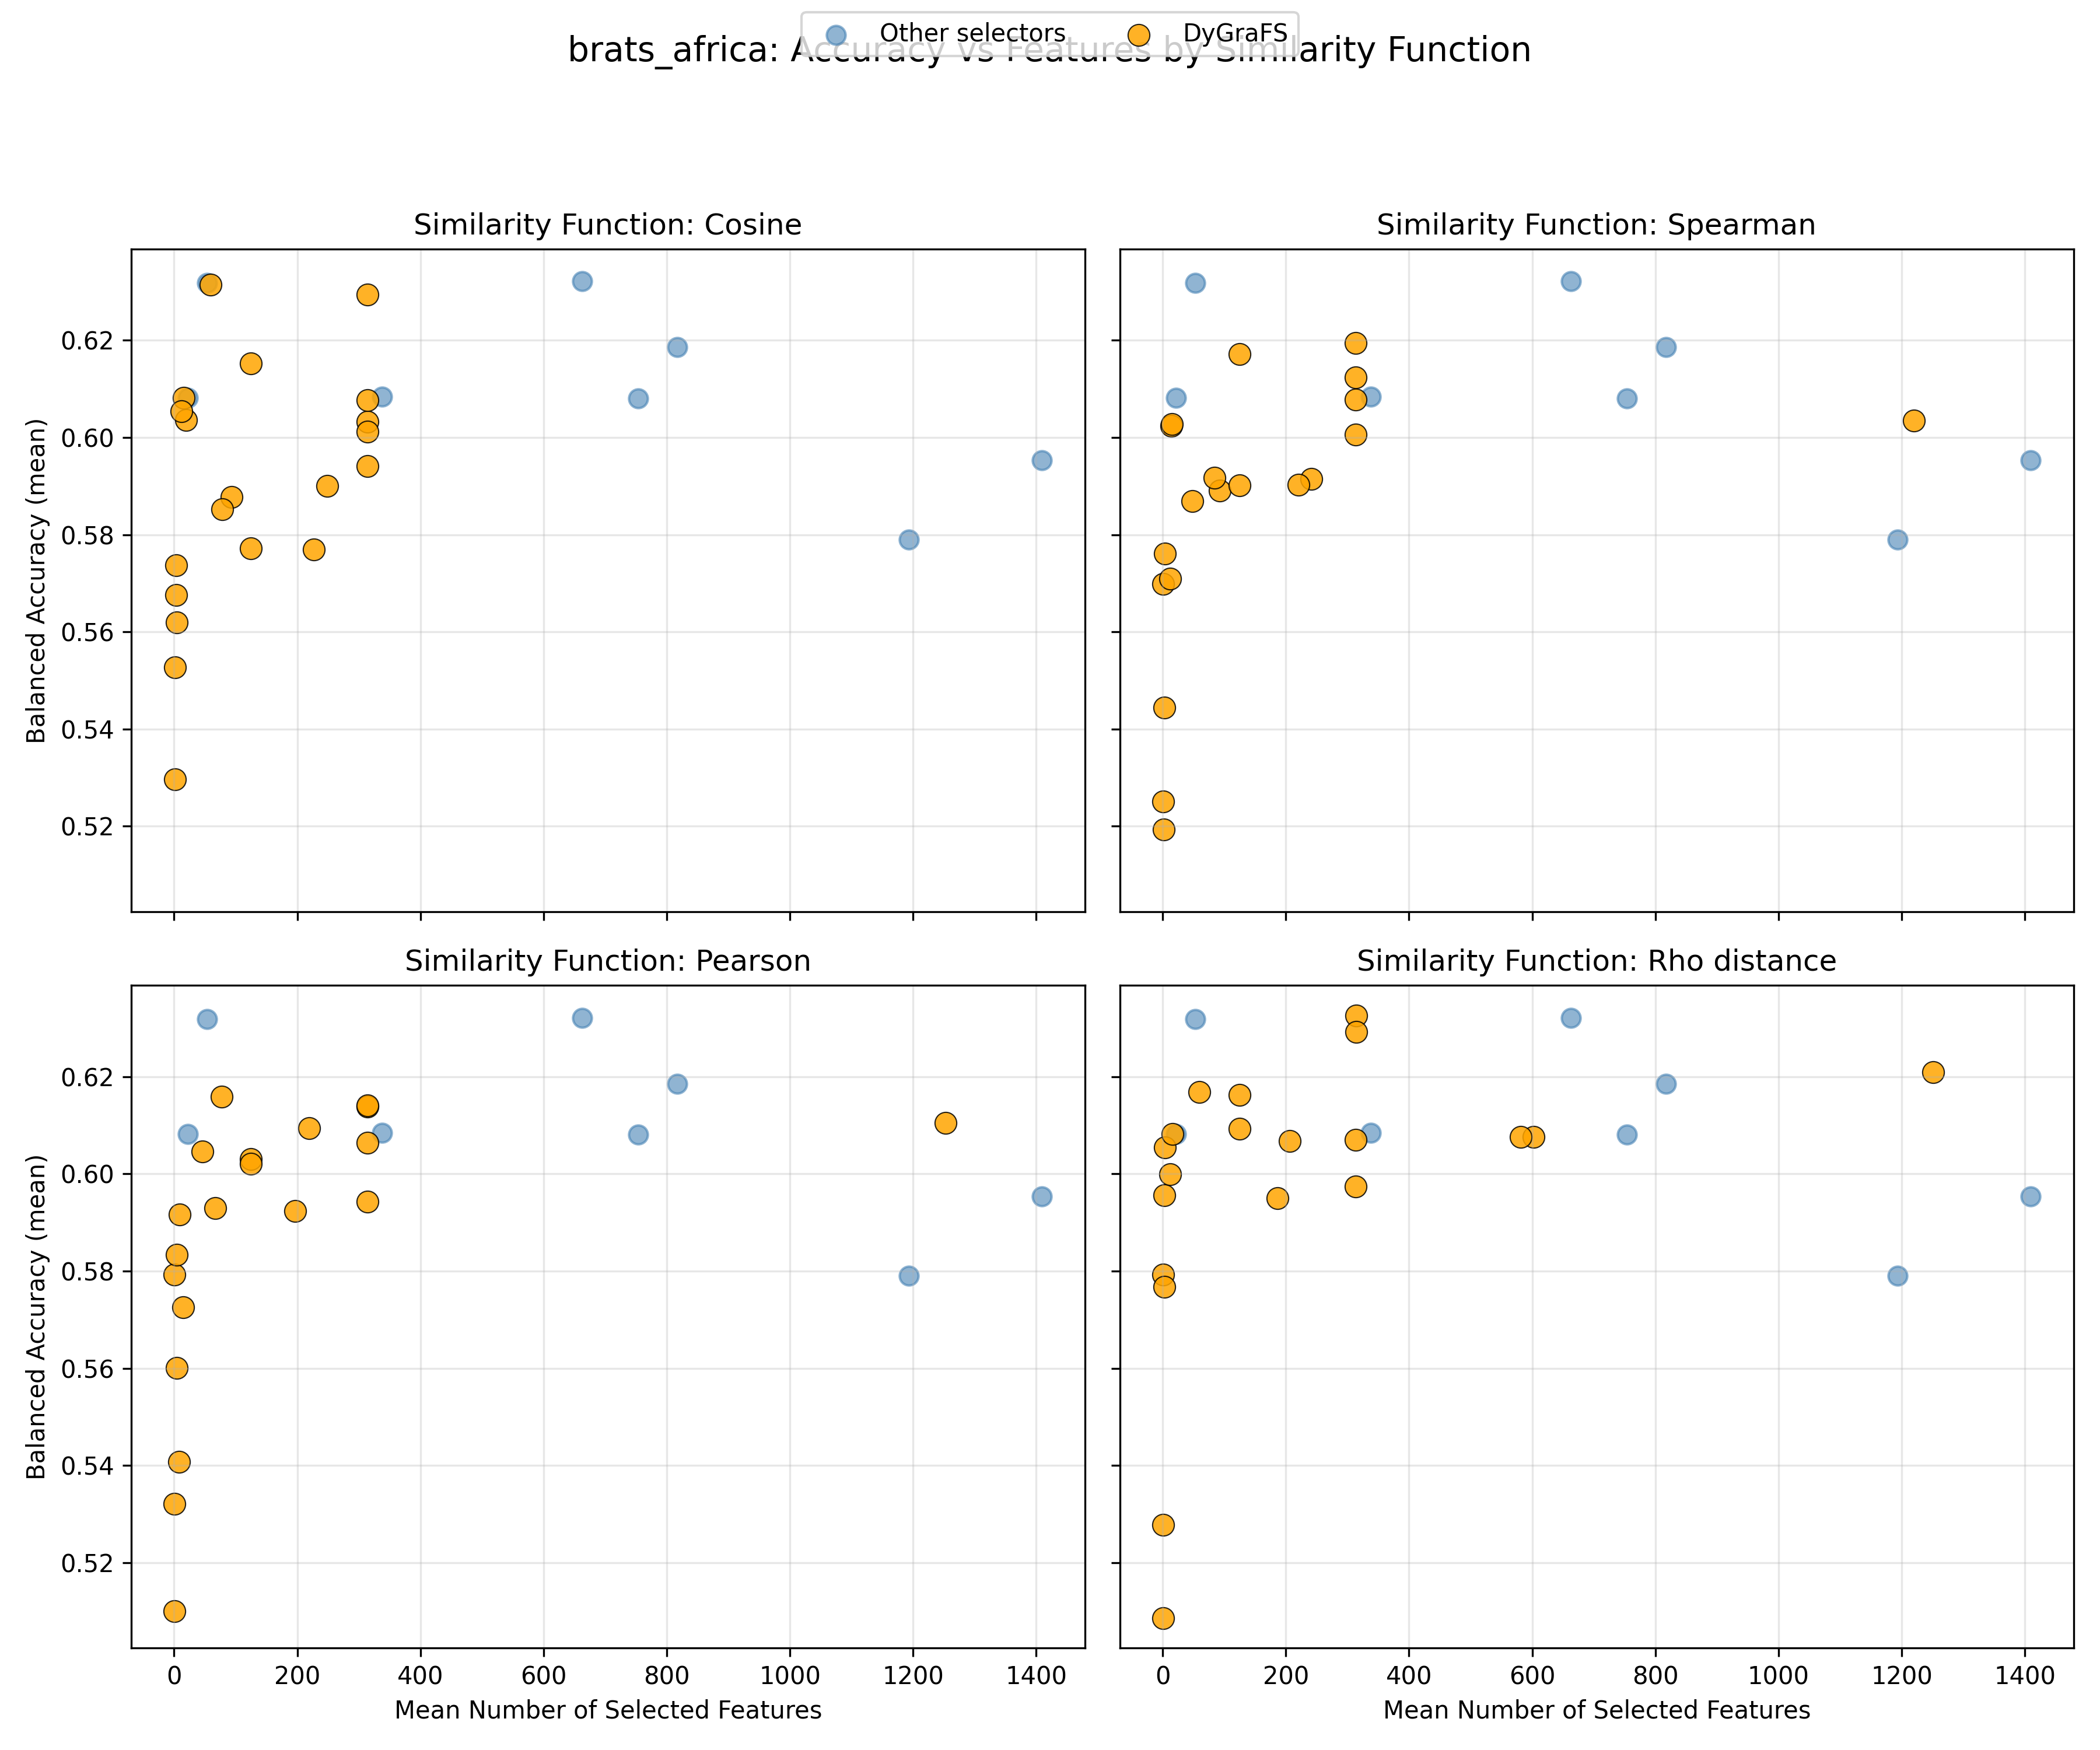 Other selectors DyGraFS
brats_africa: Accuracy vs Features by Similarity Function
Similarity Function: Cosine
Similarity Function: Spearman
Balanced Accuracy (mean)
0.62
0.60
0.58
0.56
0.54
0.52
Similarity Function: Pearson
Similarity Function: Rho distance
Balanced Accuracy (mean)
0.62
0.60
0.58
0.56
0.54
0.52
0 200 400 600 800 1000 1200 1400
0 200 400 600 800 1000 1200 1400
Mean Number of Selected Features
Mean Number of Selected Features